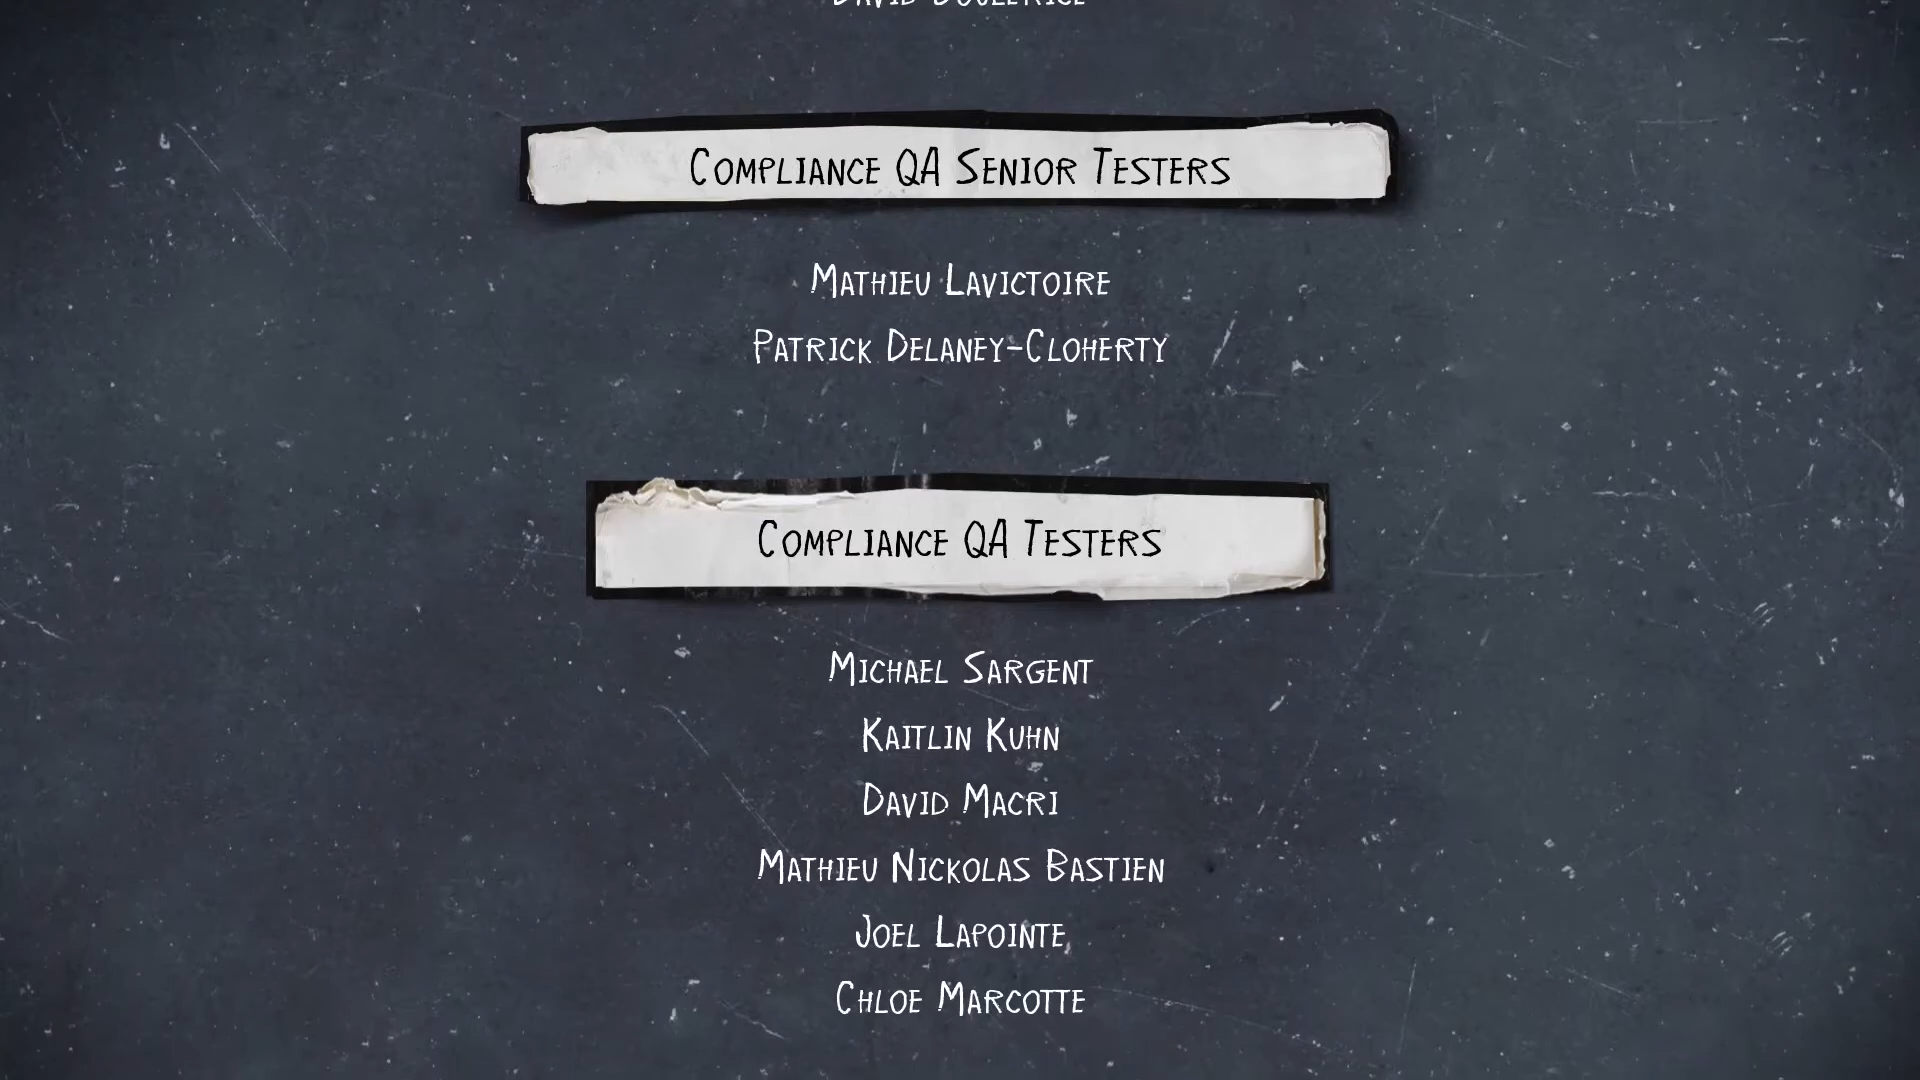 David
Compliance QA Senior Testers
Mathieu Lavictoire
Patrick Delaney-Cloherty
Compliance QA Testers
Michael Sargent
Kaitlin Kuhn
David Macri
Mathieu Nickolas Bastien
Joel Lapointe
Chloe Marcotte